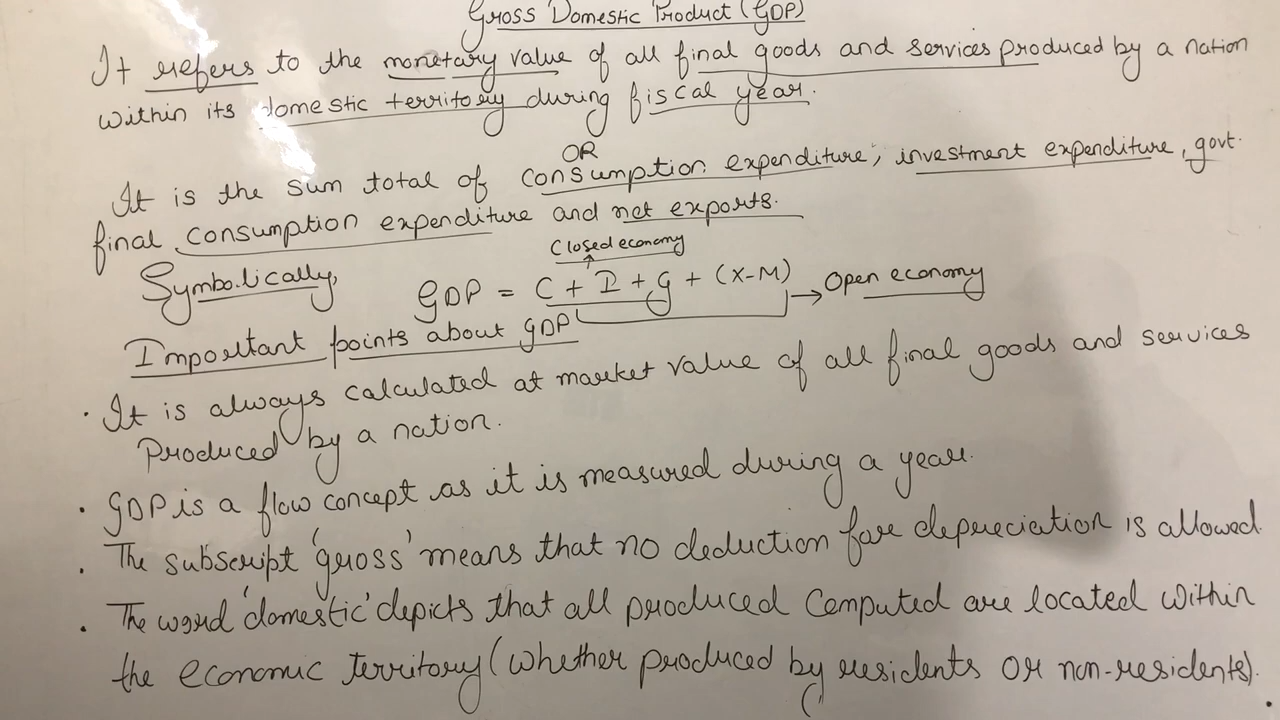 Gross Domestic Product (GDP)
It refers to the monetary value of all final goods and services produced by a nation
within its domestic territory during fiscal year.
OR
It is the sum total of consumption expenditure, investment expenditure, govt.
final consumption expenditure and net exports.
Closed economy
Symbolically, GDP = C + I + G + (X-M) → Open economy
Important points about GDP
. It is always calculated at market value of all final goods and services
Produced by a nation.
. GDP is a flow concept as it is measured during a year.
. The subscript 'gross' means that no deduction for depreciation is allowed.
. The word 'domestic' depicts that all produced Computed are located within
the economic territory (whether produced by residents or non-residents).